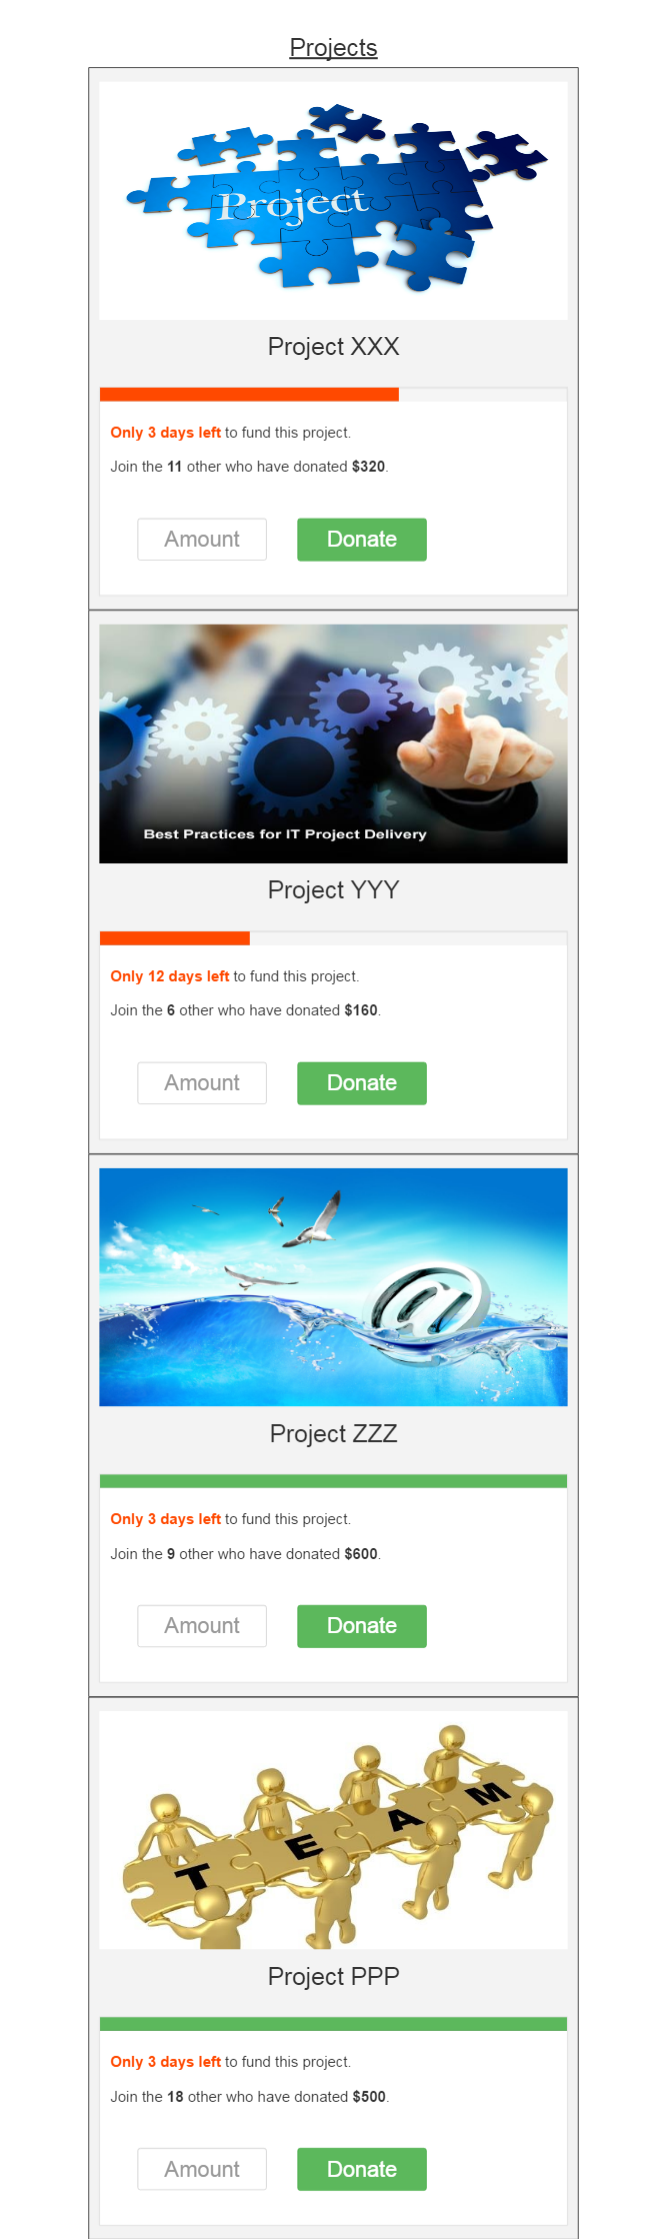 Projects
Project
Project XXX
Only 3 days left to fund this project.
Join the 11 other who have donated $320.
Amount Donate
Best Practices for IT Project Delivery
Project YYY
Only 12 days left to fund this project.
Join the 6 other who have donated $160.
Amount Donate
@
Project ZZZ
Only 3 days left to fund this project.
Join the 9 other who have donated $600.
Amount Donate
TEAM
Project PPP
Only 3 days left to fund this project.
Join the 18 other who have donated $500.
Amount Donate